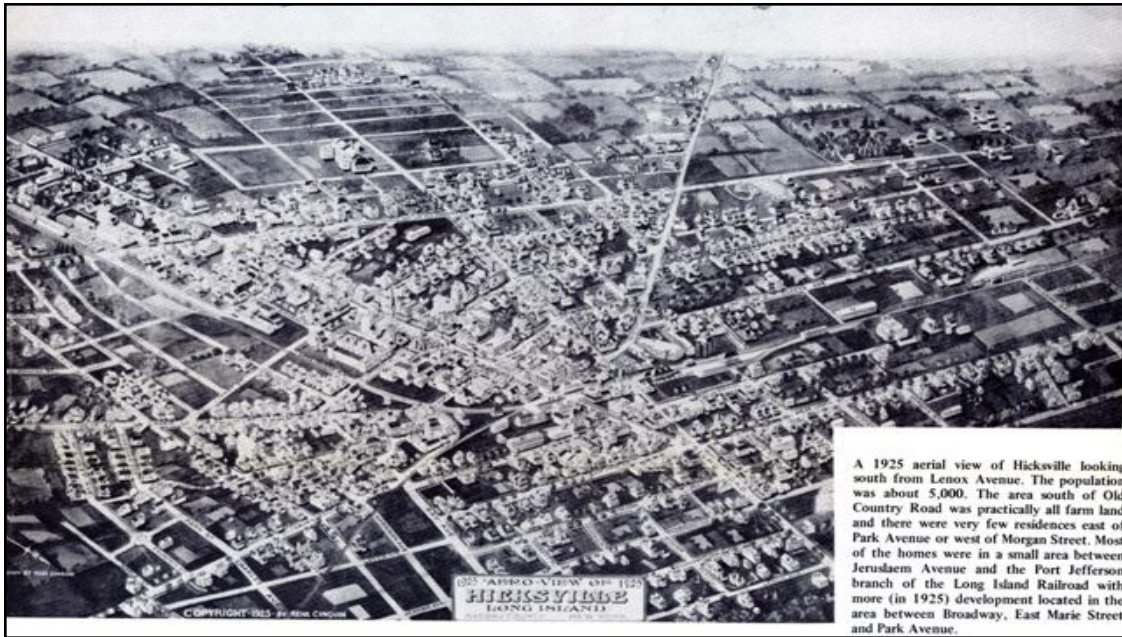 A 1925 aerial view of Hicksville looking
south from Lenox Avenue. The population
was about 5,000. The area south of Old
Country Road was practically all farm land
and there were very few residences east of
Park Avenue or west of Morgan Street. Most
of the homes were in a small area between
Jeruslaem Avenue and the Port Jefferson
branch of the Long Island Railroad with
more (in 1925) development located in the
area between Broadway, East Marie Street
and Park Avenue.
1925 AERO-VIEW OF 1925
HICKSVILLE
LONG ISLAND
COPYRIGHT-1925-BY RENE CINQUIN